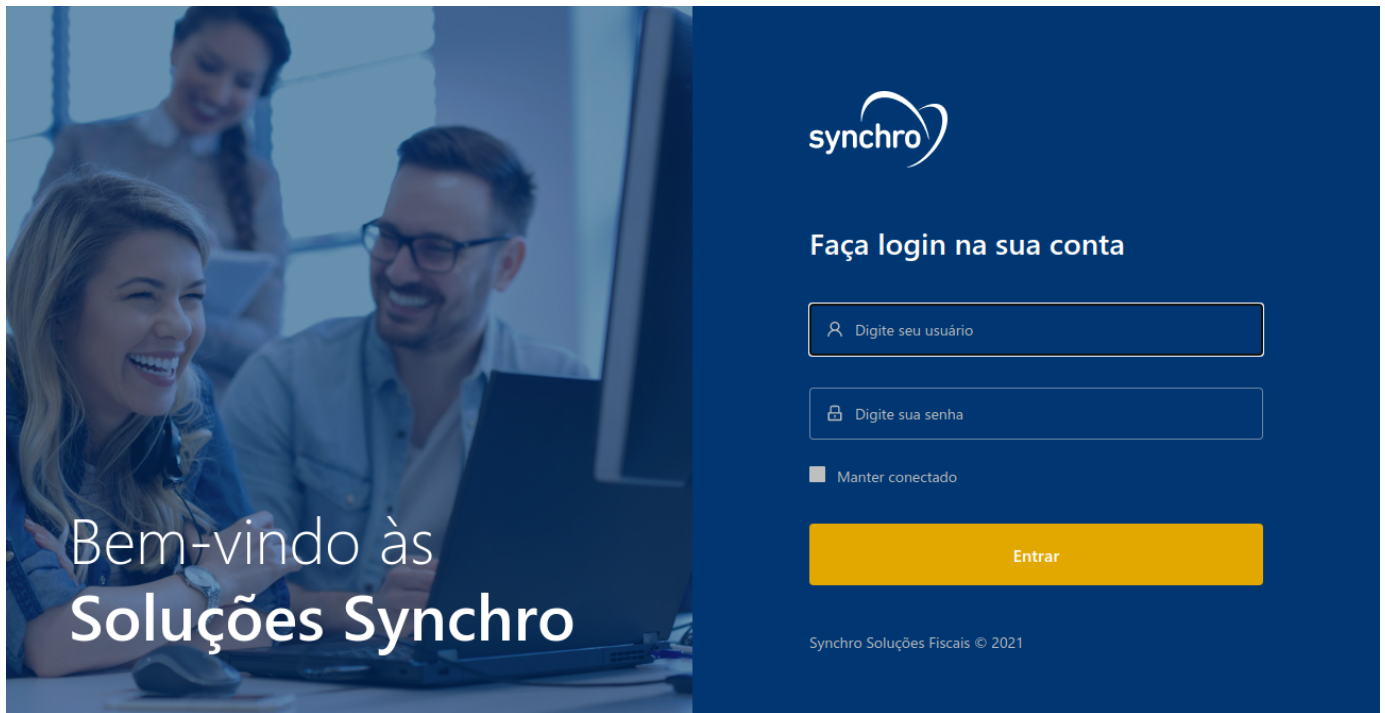 Bem-vindo às
Soluções Synchro
synchro
Faça login na sua conta
Digite seu usuário
Digite sua senha
Manter conectado
Entrar
Synchro Soluções Fiscais © 2021